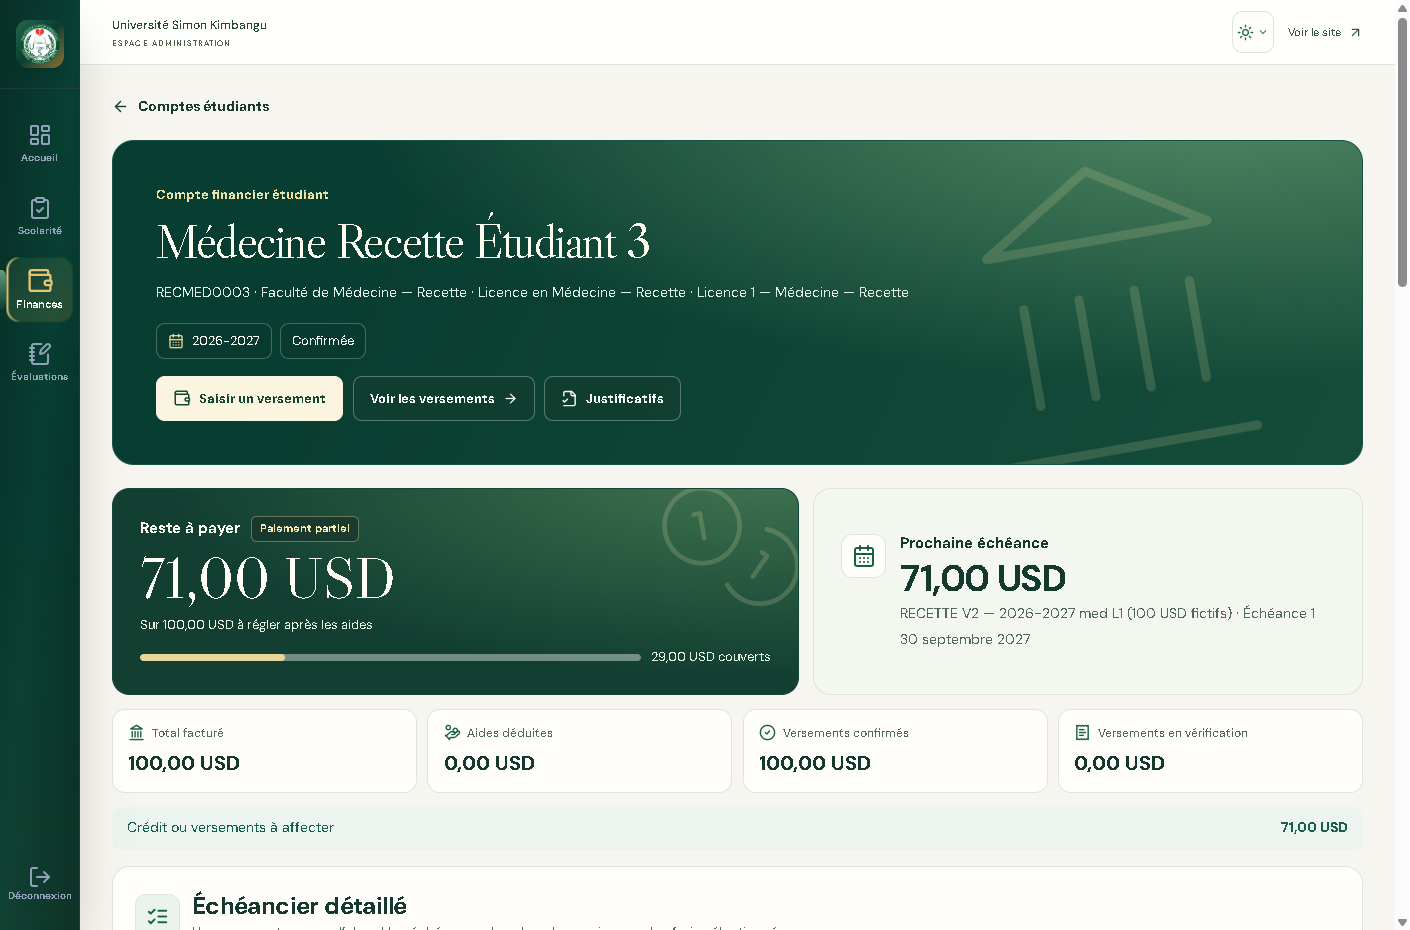 Université Simon Kimbangu
ESPACE ADMINISTRATION
Voir le site
Accueil
Scolarité
Finances
Évaluations
Déconnexion
Comptes étudiants
Compte financier étudiant
Médecine Recette Étudiant 3
RECMED0003 · Faculté de Médecine — Recette · Licence en Médecine — Recette · Licence 1 — Médecine — Recette
2026-2027
Confirmée
Saisir un versement
Voir les versements
Justificatifs
Reste à payer
Paiement partiel
71,00 USD
Sur 100,00 USD à régler après les aides
29,00 USD couverts
Prochaine échéance
71,00 USD
RECETTE V2 — 2026-2027 med L1 (100 USD fictifs) · Échéance 1
30 septembre 2027
Total facturé
100,00 USD
Aides déduites
0,00 USD
Versements confirmés
100,00 USD
Versements en vérification
0,00 USD
Crédit ou versements à affecter
71,00 USD
Échéancier détaillé